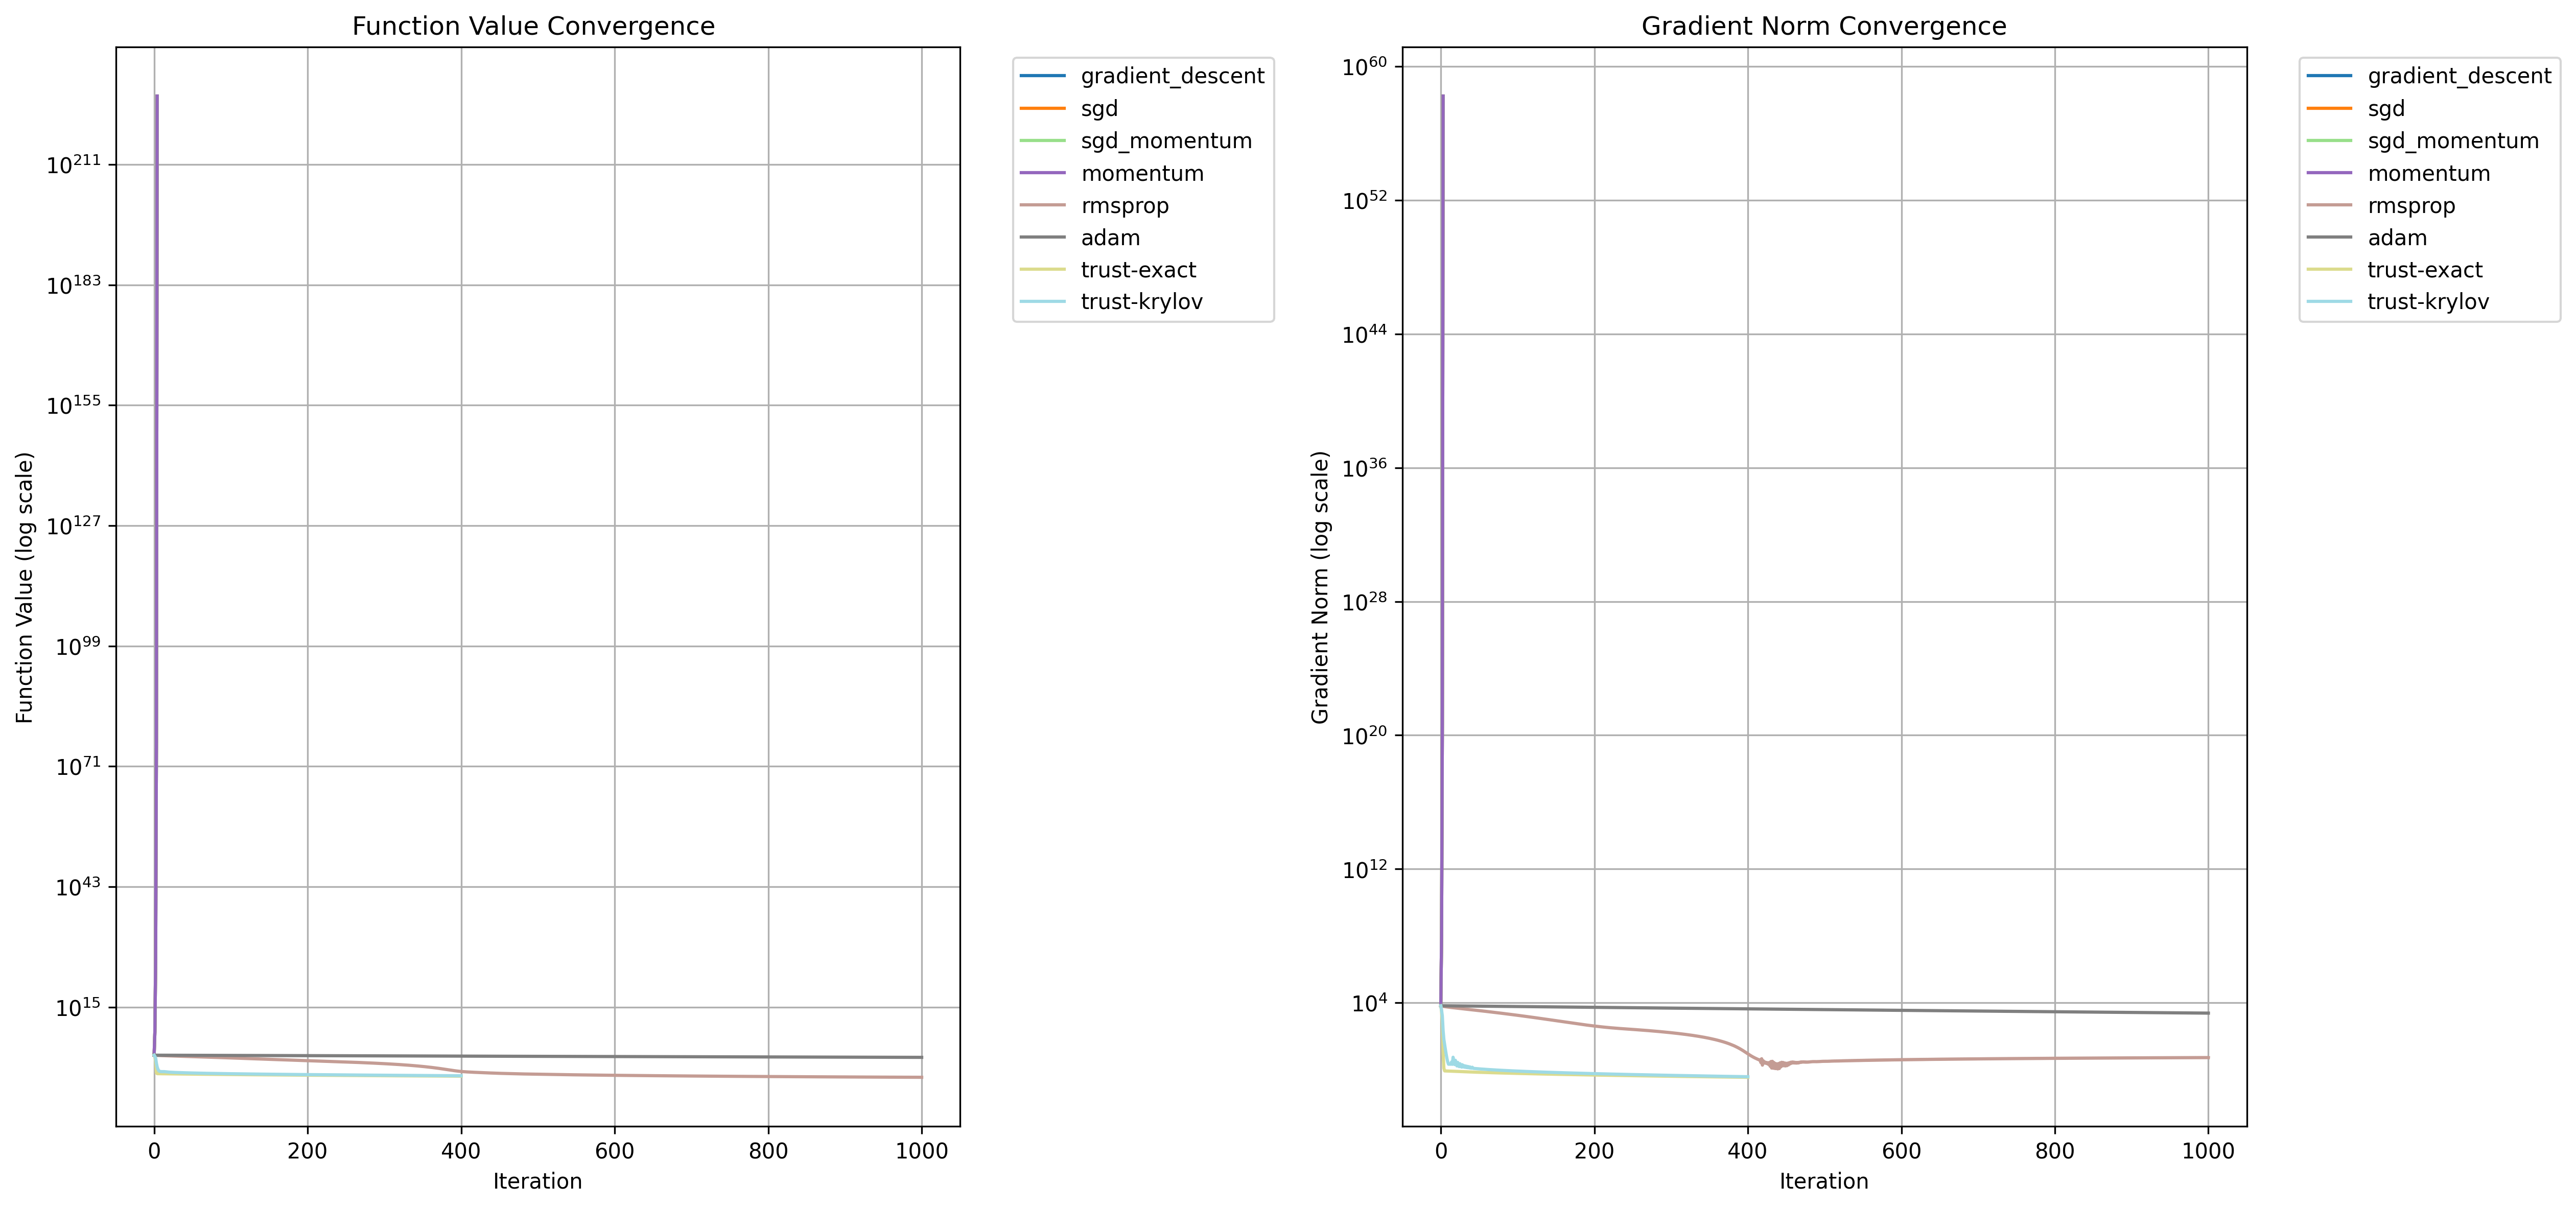 Function Value Convergence
Function Value (log scale)
10^211
10^183
10^155
10^127
10^99
10^71
10^43
10^15
0 200 400 600 800 1000
Iteration
gradient_descent
sgd
sgd_momentum
momentum
rmsprop
adam
trust-exact
trust-krylov
Gradient Norm Convergence
Gradient Norm (log scale)
10^60
10^52
10^44
10^36
10^28
10^20
10^12
10^4
0 200 400 600 800 1000
Iteration
gradient_descent
sgd
sgd_momentum
momentum
rmsprop
adam
trust-exact
trust-krylov